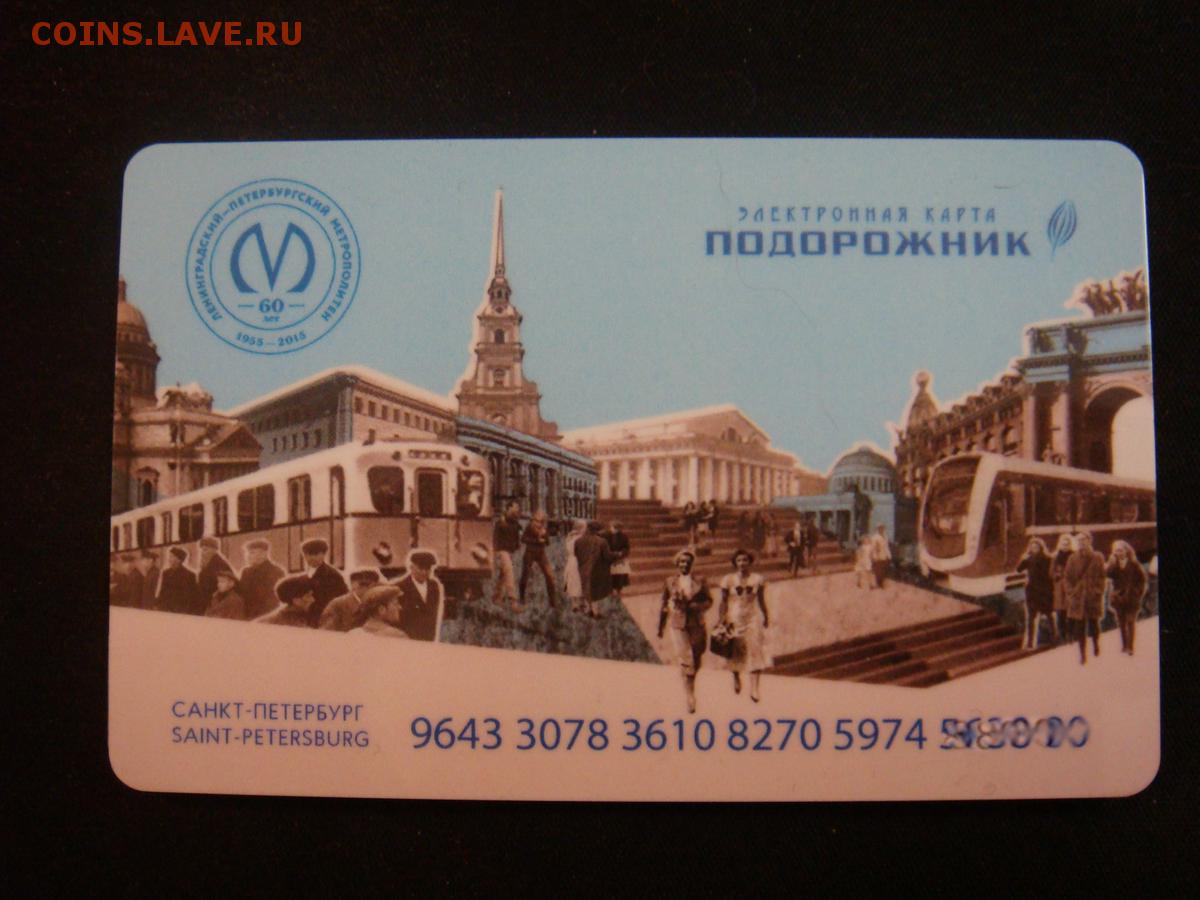 COINS.LAVE.RU
ЛЕНИНГРАДСКИЙ-ПЕТЕРБУРГСКИЙ МЕТРОПОЛИТЕН
М
— 60 —
лет
1955-2015
ЭЛЕКТРОННАЯ КАРТА
ПОДОРОЖНИК
САНКТ-ПЕТЕРБУРГ
SAINT-PETERSBURG
9643 3078 3610 8270 5974